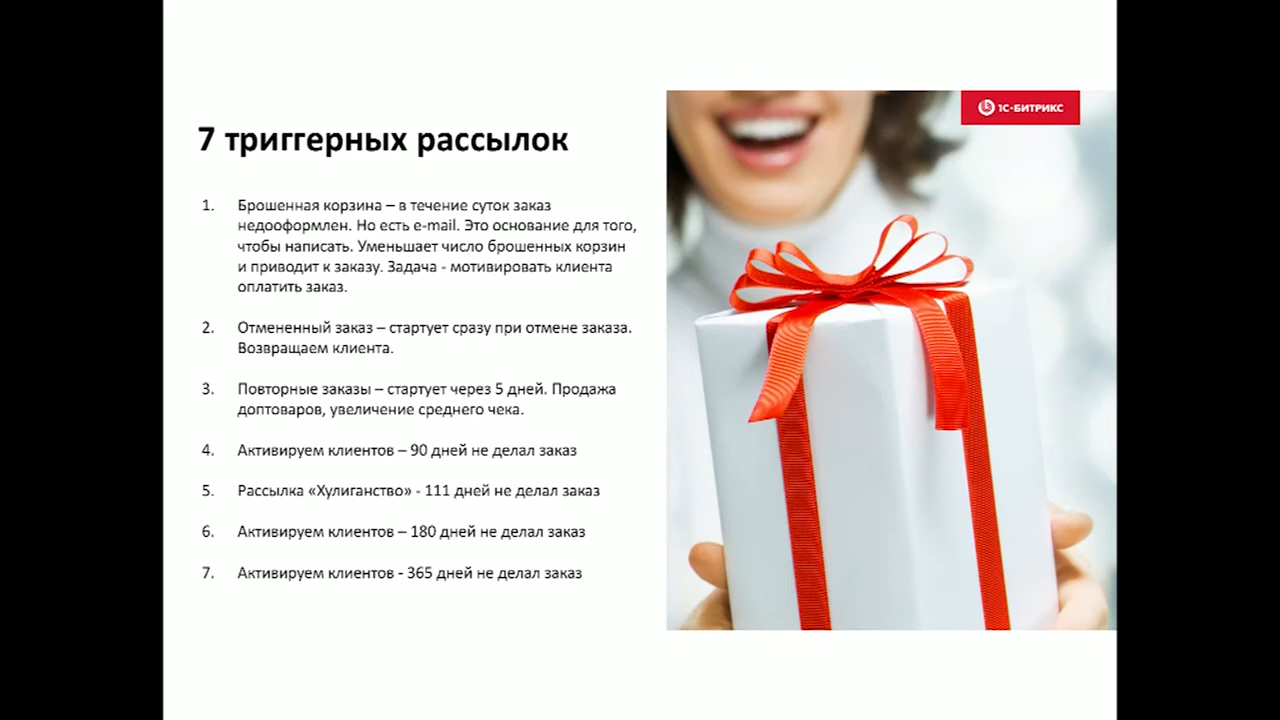 1С-БИТРИКС
7 триггерных рассылок
1. Брошенная корзина – в течение суток заказ
недооформлен. Но есть e-mail. Это основание для того,
чтобы написать. Уменьшает число брошенных корзин
и приводит к заказу. Задача - мотивировать клиента
оплатить заказ.
2. Отмененный заказ – стартует сразу при отмене заказа.
Возвращаем клиента.
3. Повторные заказы – стартует через 5 дней. Продажа
доптоваров, увеличение среднего чека.
4. Активируем клиентов – 90 дней не делал заказ
5. Рассылка «Хулиганство» - 111 дней не делал заказ
6. Активируем клиентов – 180 дней не делал заказ
7. Активируем клиентов - 365 дней не делал заказ